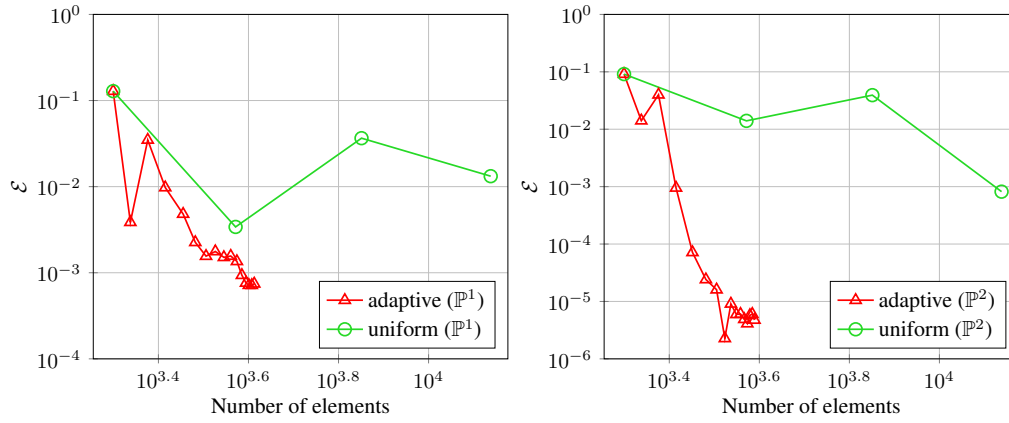 10^0
10^−1
10^−2
10^−3
10^−4
ℰ
10^3.4
10^3.6
10^3.8
10^4
Number of elements
adaptive (ℙ^1)
uniform (ℙ^1)
10^0
10^−1
10^−2
10^−3
10^−4
10^−5
10^−6
ℰ
10^3.4
10^3.6
10^3.8
10^4
Number of elements
adaptive (ℙ^2)
uniform (ℙ^2)